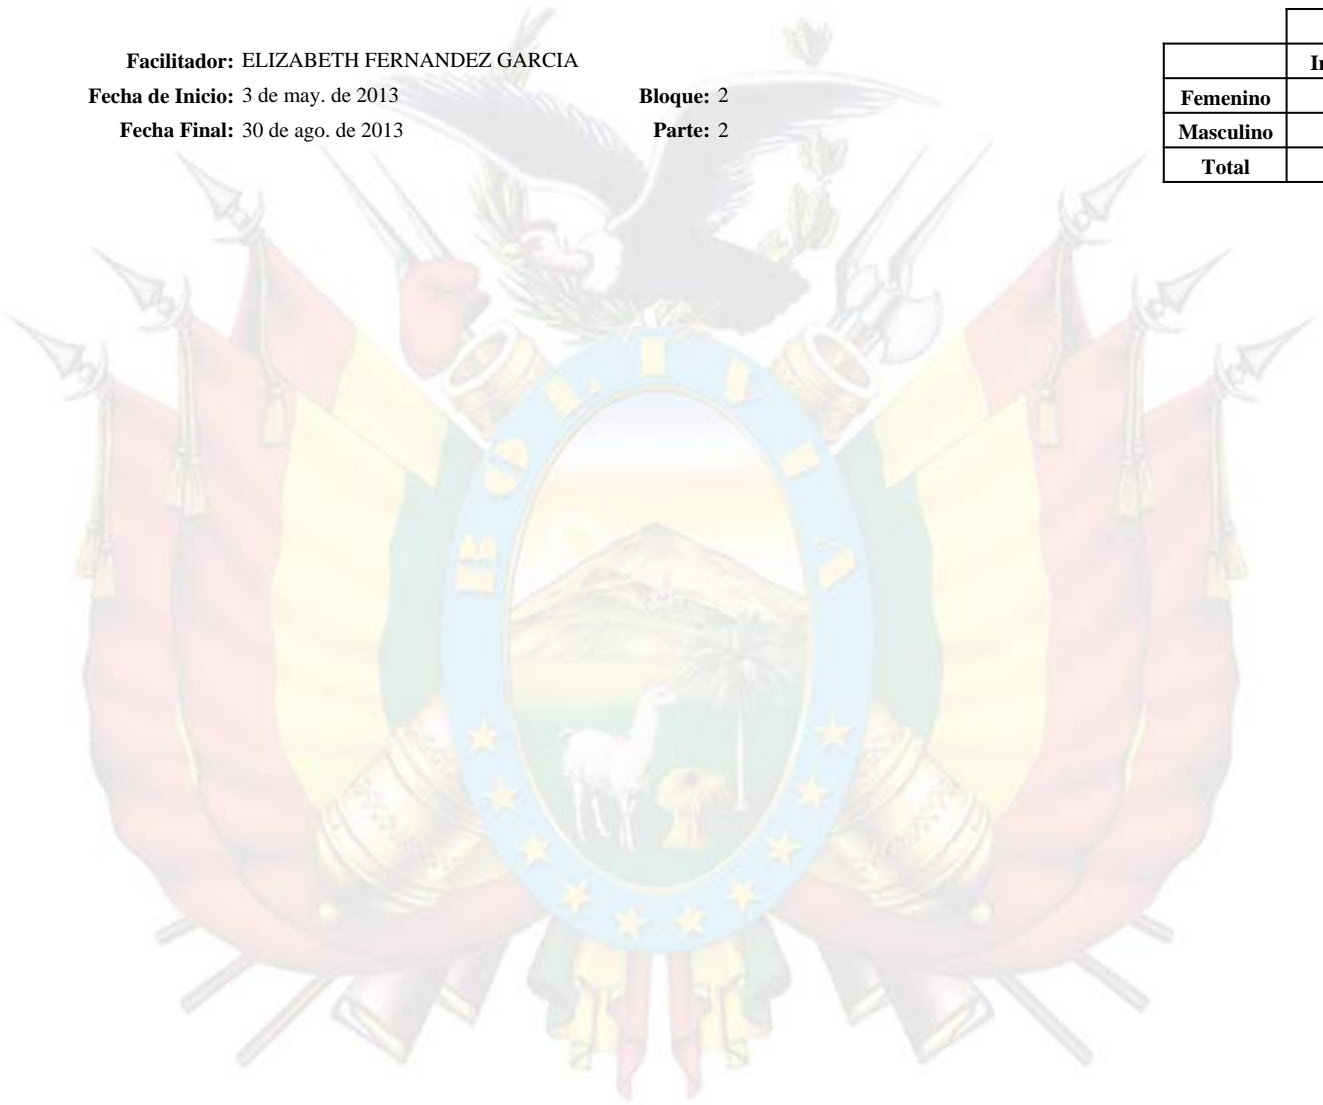 Facilitador: ELIZABETH FERNANDEZ GARCIA
Fecha de Inicio: 3 de may. de 2013 Bloque: 2
Fecha Final: 30 de ago. de 2013 Parte: 2
Femenino
Masculino
Total
BOLIVIA